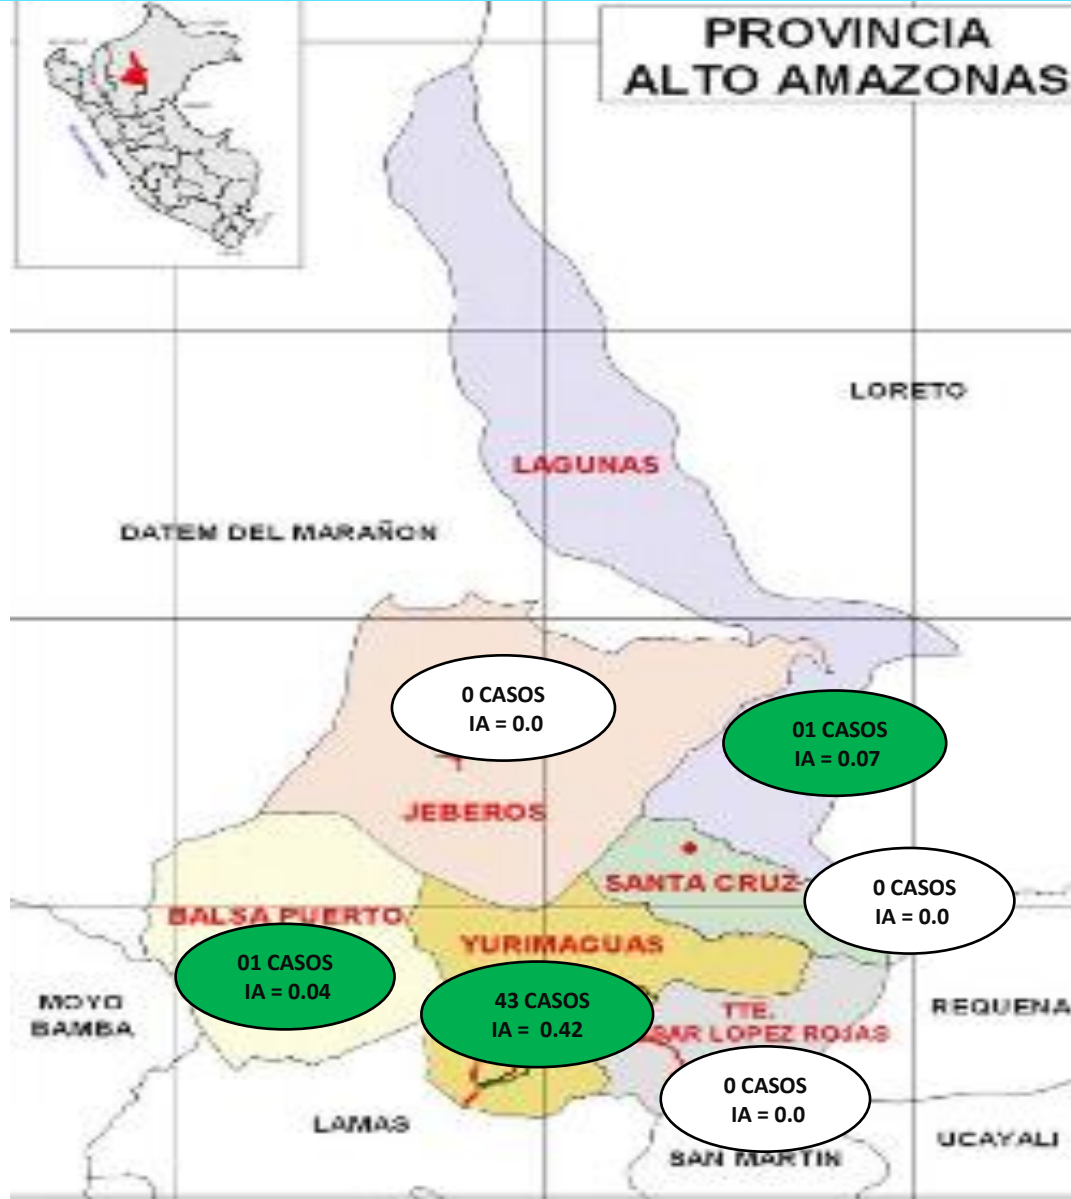 PROVINCIA
ALTO AMAZONAS
LORETO
LAGUNAS
DATEM DEL MARAÑON
0 CASOS
IA = 0.0
01 CASOS
IA = 0.07
JEBEROS
SANTA CRUZ
0 CASOS
IA = 0.0
BALSA PUERTO
YURIMAGUAS
01 CASOS
IA = 0.04
43 CASOS
IA = 0.42
MOYO
BAMBA
TTE.
SAR LOPEZ ROJAS
REQUENA
0 CASOS
IA = 0.0
LAMAS
UCAYALI
SAN MARTIN